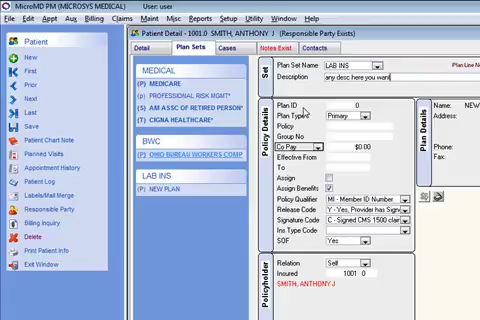 MicroMD PM (MICROSYS MEDICAL) User: user
File Edit Appt Billing Claims Maint Misc Reports Setup Utilities Window Help
Patient Detail - 1001.0 SMITH, ANTHONY J (Responsible Party Exists)
Detail Plan Sets Cases Notes Exist Contacts
Patient
New
First
Prior
Next
Last
Save
Patient Chart Note
Planned Visits
Appointment History
Patient Log
Labels/Mail Merge
Responsible Party
Billing Inquiry
Delete
Print Patient Info
Exit Window
MEDICAL
(P) MEDICARE
(p) PROFESSIONAL RISK MGMT*
(S) AM ASSC OF RETIRED PERSON*
(T) CIGNA HEALTHCARE*
BWC
(P) OHIO BUREAU WORKERS COMP
LAB INS
(P) NEW PLAN
Set
Plan Set Name LAB INS Plan Line N
Description any desc here you want
Policy Details
Plan ID 0
Plan Type Primary
Policy
Group No
Co Pay $0.00
Effective From
To
Assign
Assign Benefits
Policy Qualifier MI - Member ID Number
Release Code Y - Yes, Provider has Sign
Signature Code C - Signed CMS 1500 clai
Ins.Type Code
SOF Yes
Plan Details
Name: NEW
Address:
Phone:
Fax:
Policyholder
Relation Self
Insured 1001 0
SMITH, ANTHONY J